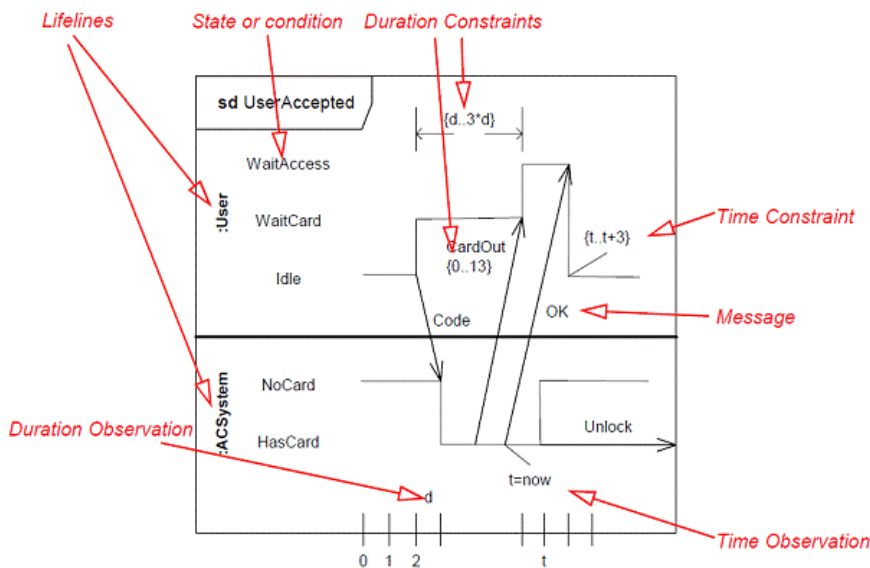 Lifelines
State or condition
Duration Constraints
sd UserAccepted
{d..3*d}
WaitAccess
:User
WaitCard
Time Constraint
CardOut
{t..t+3}
{0..13}
Idle
Code
OK
Message
NoCard
:ACSystem
Duration Observation
HasCard
Unlock
t=now
d
Time Observation
0 1 2 t